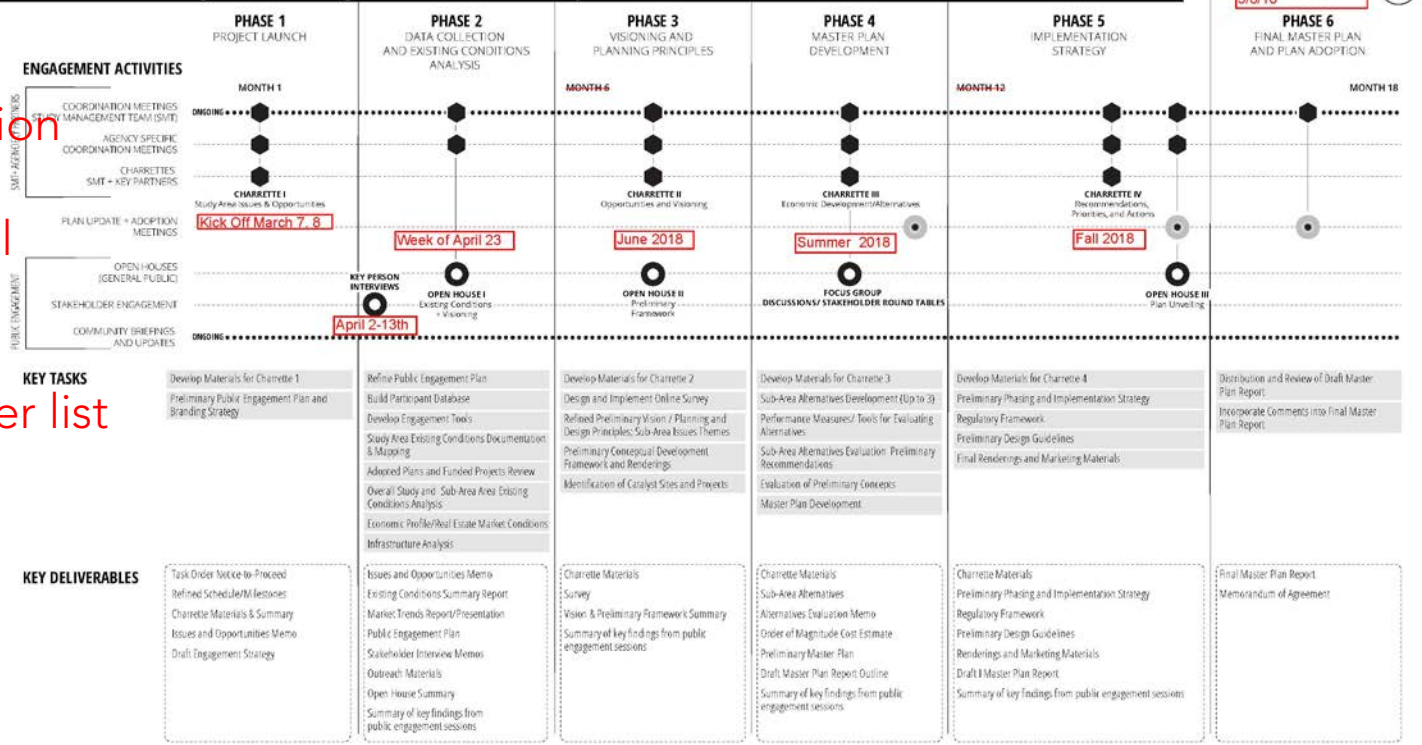 PHASE 1
PROJECT LAUNCH
PHASE 2
DATA COLLECTION
AND EXISTING CONDITIONS
ANALYSIS
PHASE 3
VISIONING AND
PLANNING PRINCIPLES
PHASE 4
MASTER PLAN
DEVELOPMENT
PHASE 5
IMPLEMENTATION
STRATEGY
PHASE 6
FINAL MASTER PLAN
AND PLAN ADOPTION
ENGAGEMENT ACTIVITIES
MONTH 1
MONTH 6
MONTH 12
MONTH 18
SMT+ AGENCY PARTNERS
COORDINATION MEETINGS
STUDY MANAGEMENT TEAM (SMT)
ONGOING
ion
AGENCY SPECIFIC
COORDINATION MEETINGS
CHARRETTES
SMT + KEY PARTNERS
CHARRETTE I
Study Area Issues & Opportunities
CHARRETTE II
Opportunities and Visioning
CHARRETTE III
Economic Development/Alternatives
CHARRETTE IV
Recommendations,
Priorities, and Actions
PLAN UPDATE + ADOPTION
MEETINGS
l
Kick Off March 7, 8
Week of April 23
June 2018
Summer 2018
Fall 2018
PUBLIC ENGAGEMENT
OPEN HOUSES
(GENERAL PUBLIC)
KEY PERSON
INTERVIEWS
OPEN HOUSE I
Existing Conditions
+ Visioning
OPEN HOUSE II
Preliminary
Framework
FOCUS GROUP
DISCUSSIONS/ STAKEHOLDER ROUND TABLES
OPEN HOUSE III
Plan Unveiling
STAKEHOLDER ENGAGEMENT
April 2-13th
COMMUNITY BRIEFINGS
AND UPDATES
ONGOING
KEY TASKS
er list
Develop Materials for Charrette 1
Preliminary Public Engagement Plan and
Branding Strategy
Refine Public Engagement Plan
Build Participant Database
Develop Engagement Tools
Study Area Existing Conditions Documentation
& Mapping
Adopted Plans and Funded Projects Review
Overall Study and Sub-Area Area Existing
Conditions Analysis
Economic Profile/Real Estate Market Conditions
Infrastructure Analysis
Develop Materials for Charrette 2
Design and Implement Online Survey
Refined Preliminary Vision / Planning and
Design Principles; Sub-Area Issues Themes
Preliminary Conceptual Development
Framework and Renderings
Identification of Catalyst Sites and Projects
Develop Materials for Charrette 3
Sub-Area Alternatives Development (Up to 3)
Performance Measures/ Tools for Evaluating
Alternatives
Sub-Area Alternatives Evaluation Preliminary
Recommendations
Evaluation of Preliminary Concepts
Master Plan Development
Develop Materials for Charrette 4
Preliminary Phasing and Implementation Strategy
Regulatory Framework
Preliminary Design Guidelines
Final Renderings and Marketing Materials
Distribution and Review of Draft Master
Plan Report
Incorporate Comments into Final Master
Plan Report
KEY DELIVERABLES
Task Order Notice-to-Proceed
Refined Schedule/Milestones
Charrette Materials & Summary
Issues and Opportunities Memo
Draft Engagement Strategy
Issues and Opportunities Memo
Existing Conditions Summary Report
Market Trends Report/Presentation
Public Engagement Plan
Stakeholder Interview Memos
Outreach Materials
Open House Summary
Summary of key findings from
public engagement sessions
Charrette Materials
Survey
Vision & Preliminary Framework Summary
Summary of key findings from public
engagement sessions
Charrette Materials
Sub-Area Alternatives
Alternatives Evaluation Memo
Order of Magnitude Cost Estimate
Preliminary Master Plan
Draft Master Plan Report Outline
Summary of key findings from public
engagement sessions
Charrette Materials
Preliminary Phasing and Implementation Strategy
Regulatory Framework
Preliminary Design Guidelines
Renderings and Marketing Materials
Draft I Master Plan Report
Summary of key findings from public engagement sessions
Final Master Plan Report
Memorandum of Agreement